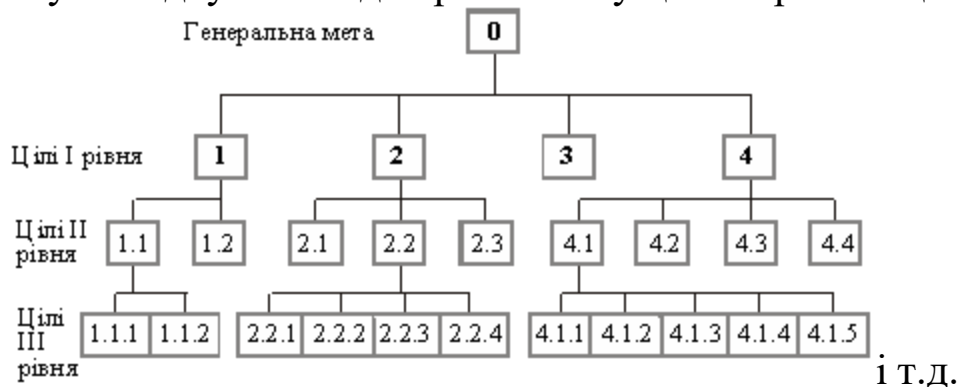 Генеральна мета 0
Цілі І рівня 1 2 3 4
Цілі ІІ рівня 1.1 1.2 2.1 2.2 2.3 4.1 4.2 4.3 4.4
Цілі ІІІ рівня 1.1.1 1.1.2 2.2.1 2.2.2 2.2.3 2.2.4 4.1.1 4.1.2 4.1.3 4.1.4 4.1.5
і т.д.